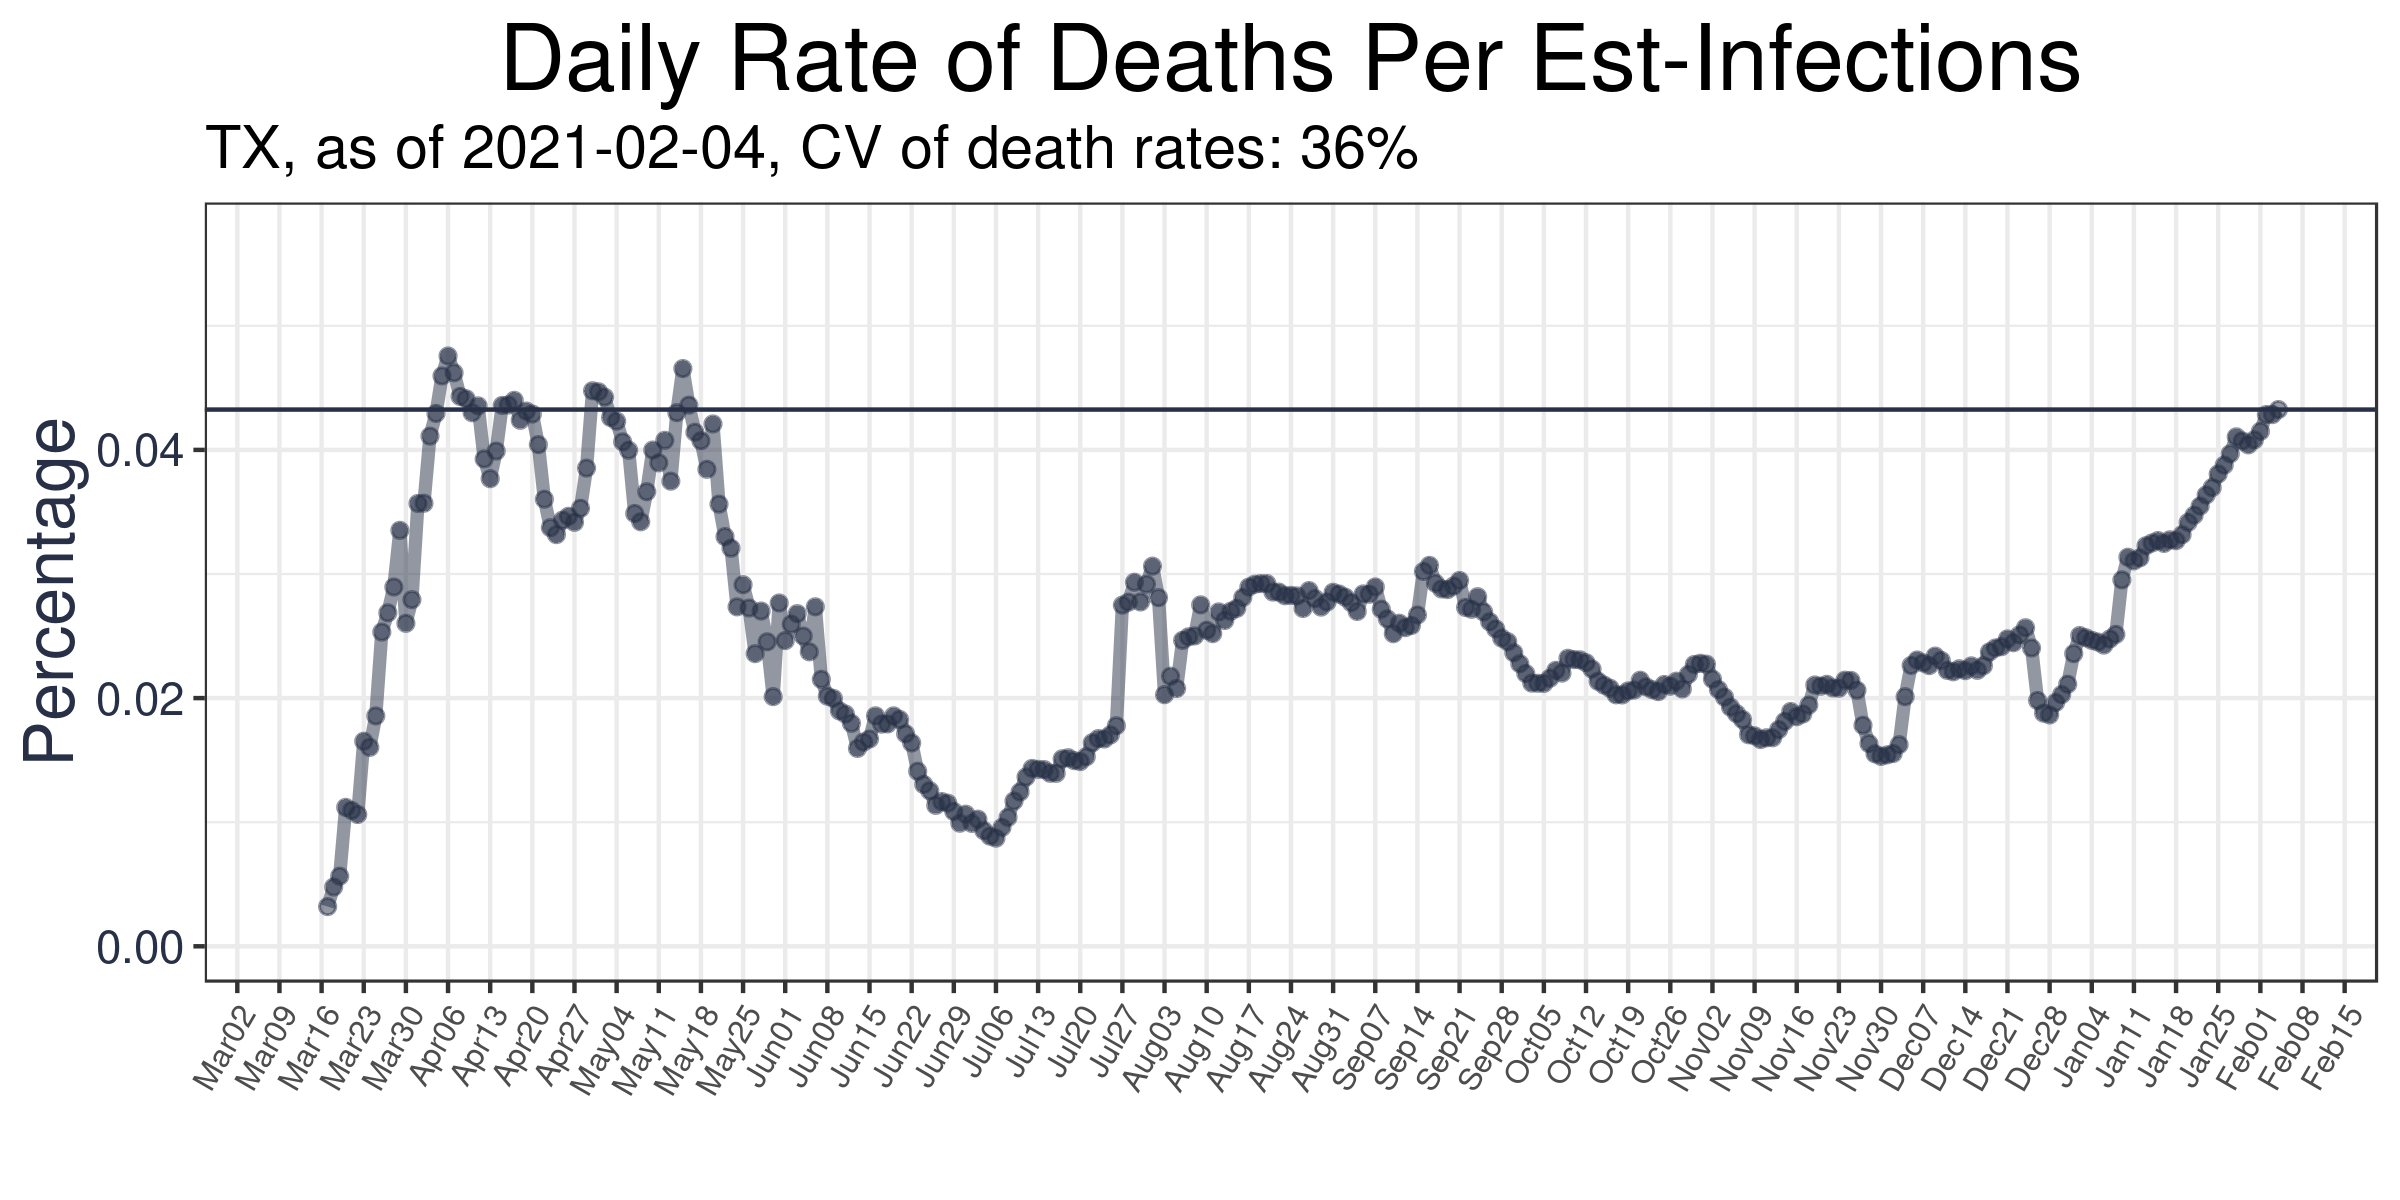 Daily Rate of Deaths Per Est-Infections
TX, as of 2021-02-04, CV of death rates: 36%
Percentage
0.04
0.02
0.00
Mar02 Mar09 Mar16 Mar23 Mar30 Apr06 Apr13 Apr20 Apr27 May04 May11 May18 May25 Jun01 Jun08 Jun15 Jun22 Jun29 Jul06 Jul13 Jul20 Jul27 Aug03 Aug10 Aug17 Aug24 Aug31 Sep07 Sep14 Sep21 Sep28 Oct05 Oct12 Oct19 Oct26 Nov02 Nov09 Nov16 Nov23 Nov30 Dec07 Dec14 Dec21 Dec28 Jan04 Jan11 Jan18 Jan25 Feb01 Feb08 Feb15